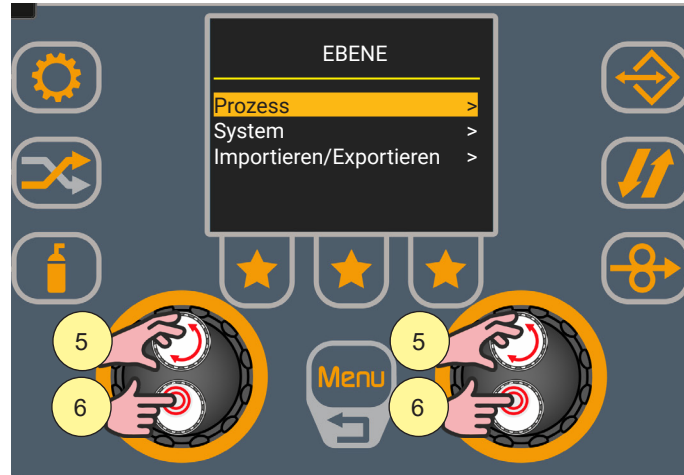 EBENE
Prozess >
System >
Importieren/Exportieren >
5
5
6
6
Menu